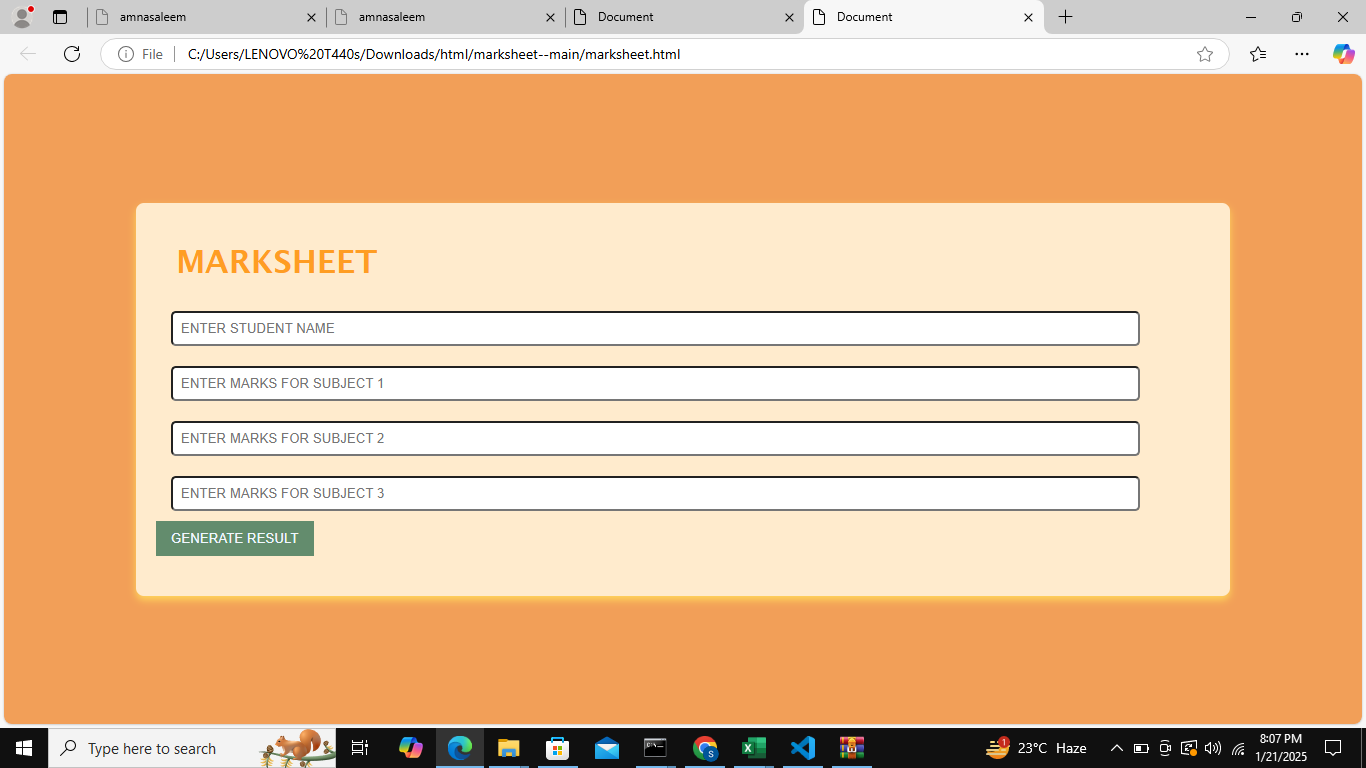 amnasaleem
amnasaleem
Document
Document
File
C:/Users/LENOVO%20T440s/Downloads/html/marksheet--main/marksheet.html
MARKSHEET
ENTER STUDENT NAME
ENTER MARKS FOR SUBJECT 1
ENTER MARKS FOR SUBJECT 2
ENTER MARKS FOR SUBJECT 3
GENERATE RESULT
Type here to search
1
23°C Haze
8:07 PM
1/21/2025